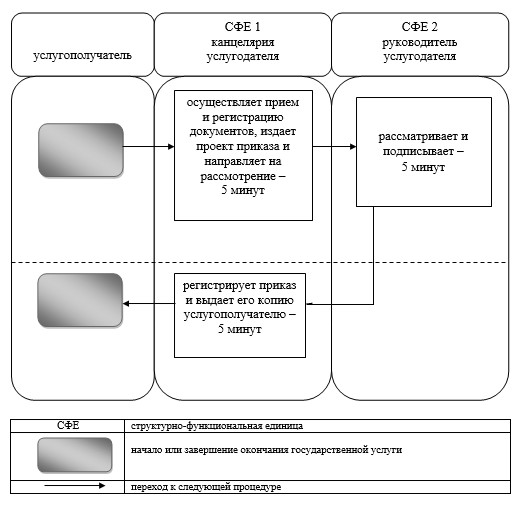 услугополучатель
СФЕ 1
канцелярия
услугодателя
СФЕ 2
руководитель
услугодателя
осуществляет прием
и регистрацию
документов, издает
проект приказа и
направляет на
рассмотрение –
5 минут
рассматривает и
подписывает –
5 минут
регистрирует приказ
и выдает его копию
услугополучателю –
5 минут
СФЕ
структурно-функциональная единица
начало или завершение окончания государственной услуги
переход к следующей процедуре